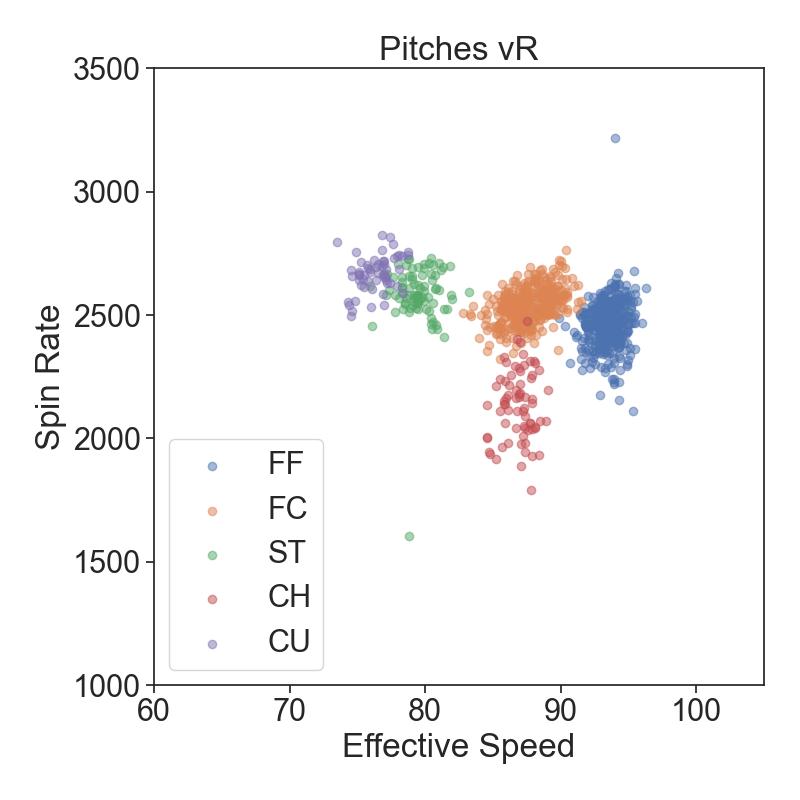 Pitches vR
3500
3000
2500
2000
1500
1000
Spin Rate
FF
FC
ST
CH
CU
60 70 80 90 100
Effective Speed